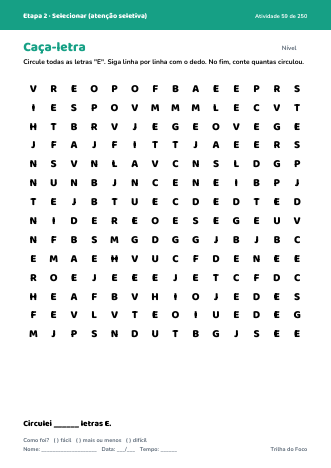 Etapa 2 · Selecionar (atenção seletiva) Atividade 59 de 250
Caça-letra Nível
Circule todas as letras "E". Siga linha por linha com o dedo. No fim, conte quantas circulou.
V R E O P O F B A E E P R S
I E S P O V M M M L E C V T
H T B R V J E G E O V E G E
J F A J F I T T J A E E R S
N S V N L A V C N S L D G P
N U N B J N C E N E I B P J
T E J B T U E C D E D T E D
N I D E R E O E S E G E U V
N F B S M G D G G J B J B C
E M A E H V U C F D E N E E
R O E J E E E J E T C F D C
H E A F B V H I O J E D E S
F E V L V T E O I U E D E G
M J P S N D U T B G J S E E
Circulei ______ letras E.
Como foi? ( ) fácil ( ) mais ou menos ( ) difícil
Nome: ____________________ Data: ___/___ Tempo: ______ Trilha do Foco